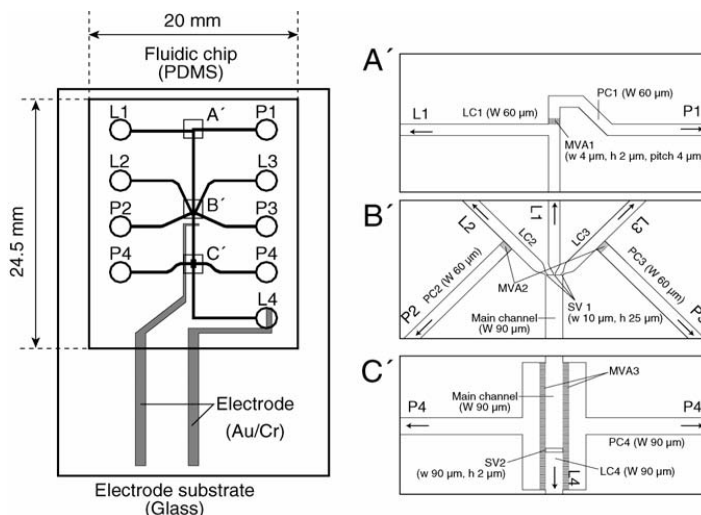 20 mm
Fluidic chip
(PDMS)
24.5 mm
L1
A´
P1
L2
L3
B´
P2
P3
P4
C´
P4
L4
Electrode
(Au/Cr)
Electrode substrate
(Glass)
A´
PC1 (W 60 µm)
LC1 (W 60 µm)
L1
P1
MVA1
(w 4 µm, h 2 µm, pitch 4 µm)
B´
L2
L1
L3
LC2
LC3
PC2 (W 60 µm)
PC3 (W 60 µm)
MVA2
SV 1
(w 10 µm, h 25 µm)
P2
Main channel
(W 90 µm)
P3
C´
MVA3
Main channel
(W 90 µm)
P4
P4
PC4 (W 90 µm)
SV2
(w 90 µm, h 2 µm)
LC4 (W 90 µm)
L4